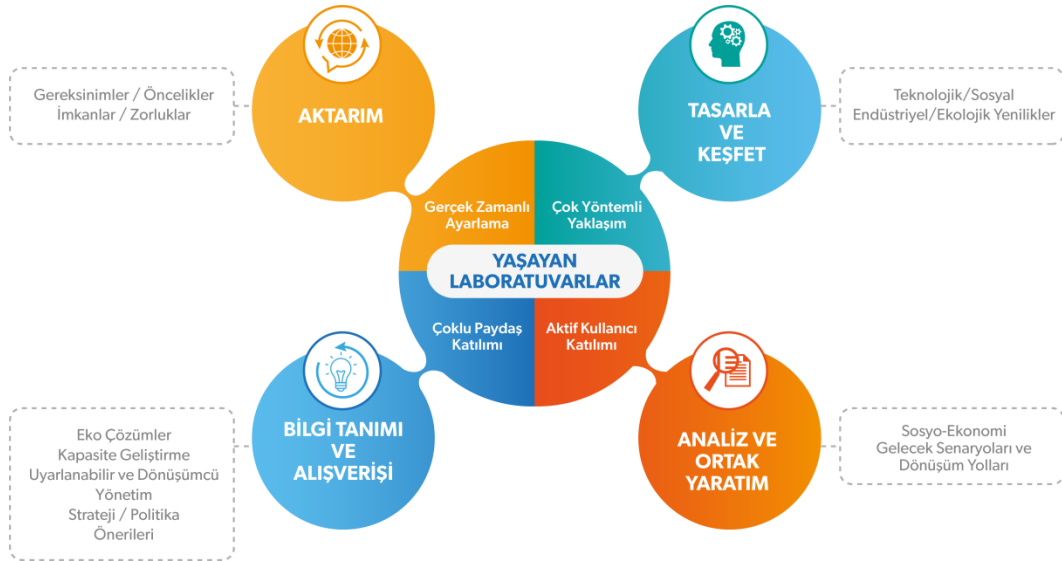 Gereksinimler / Öncelikler
İmkanlar / Zorluklar
AKTARIM
TASARLA
VE
KEŞFET
Teknolojik/Sosyal
Endüstriyel/Ekolojik Yenilikler
Gerçek Zamanlı
Ayarlama
Çok Yöntemli
Yaklaşım
YAŞAYAN
LABORATUVARLAR
Çoklu Paydaş
Katılımı
Aktif Kullanıcı
Katılımı
Eko Çözümler
Kapasite Geliştirme
Uyarlanabilir ve Dönüşümcü
Yönetim
Strateji / Politika
Önerileri
BİLGİ TANIMI
VE
ALIŞVERİŞİ
ANALİZ VE
ORTAK
YARATIM
Sosyo-Ekonomi
Gelecek Senaryoları ve
Dönüşüm Yolları